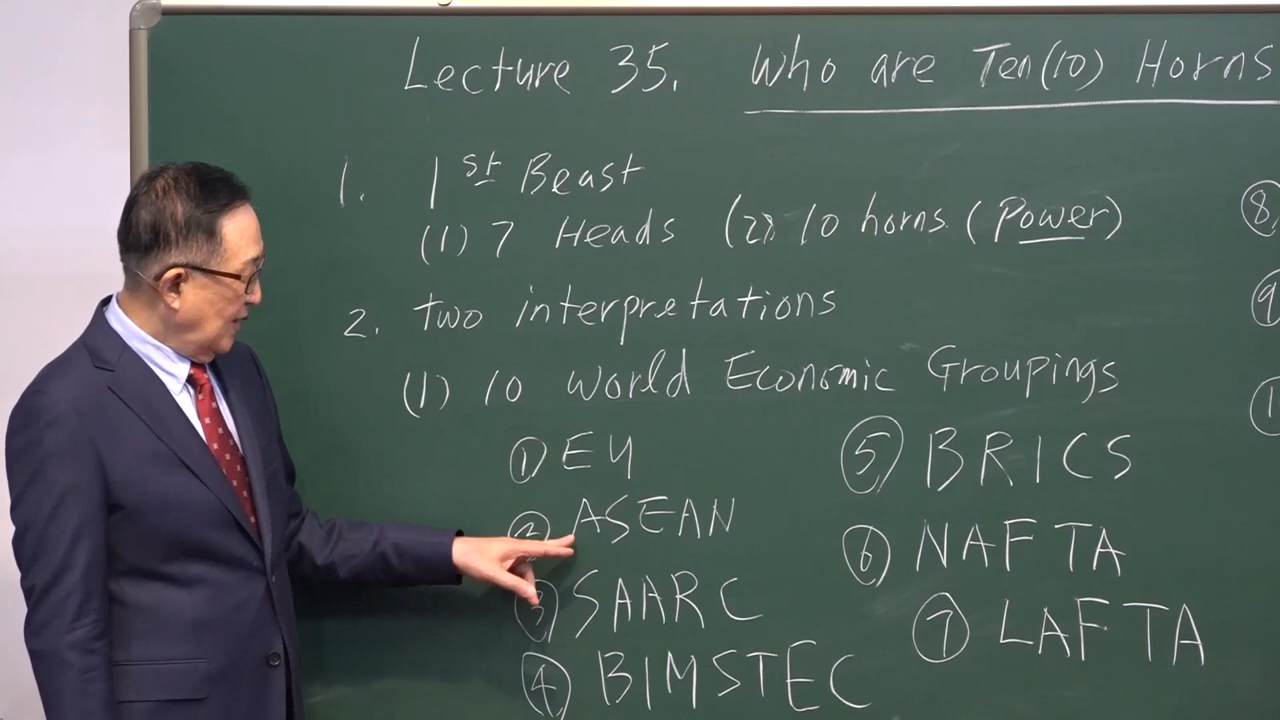 Lecture 35. Who are Ten(10) Horns
1. 1st Beast
(1) 7 Heads (2) 10 horns (Power)
2. two interpretations
(1) 10 World Economic Groupings
① EU
② ASEAN
③ SAARC
④ BIMSTEC
⑤ BRICS
⑥ NAFTA
⑦ LAFTA
⑧
⑨